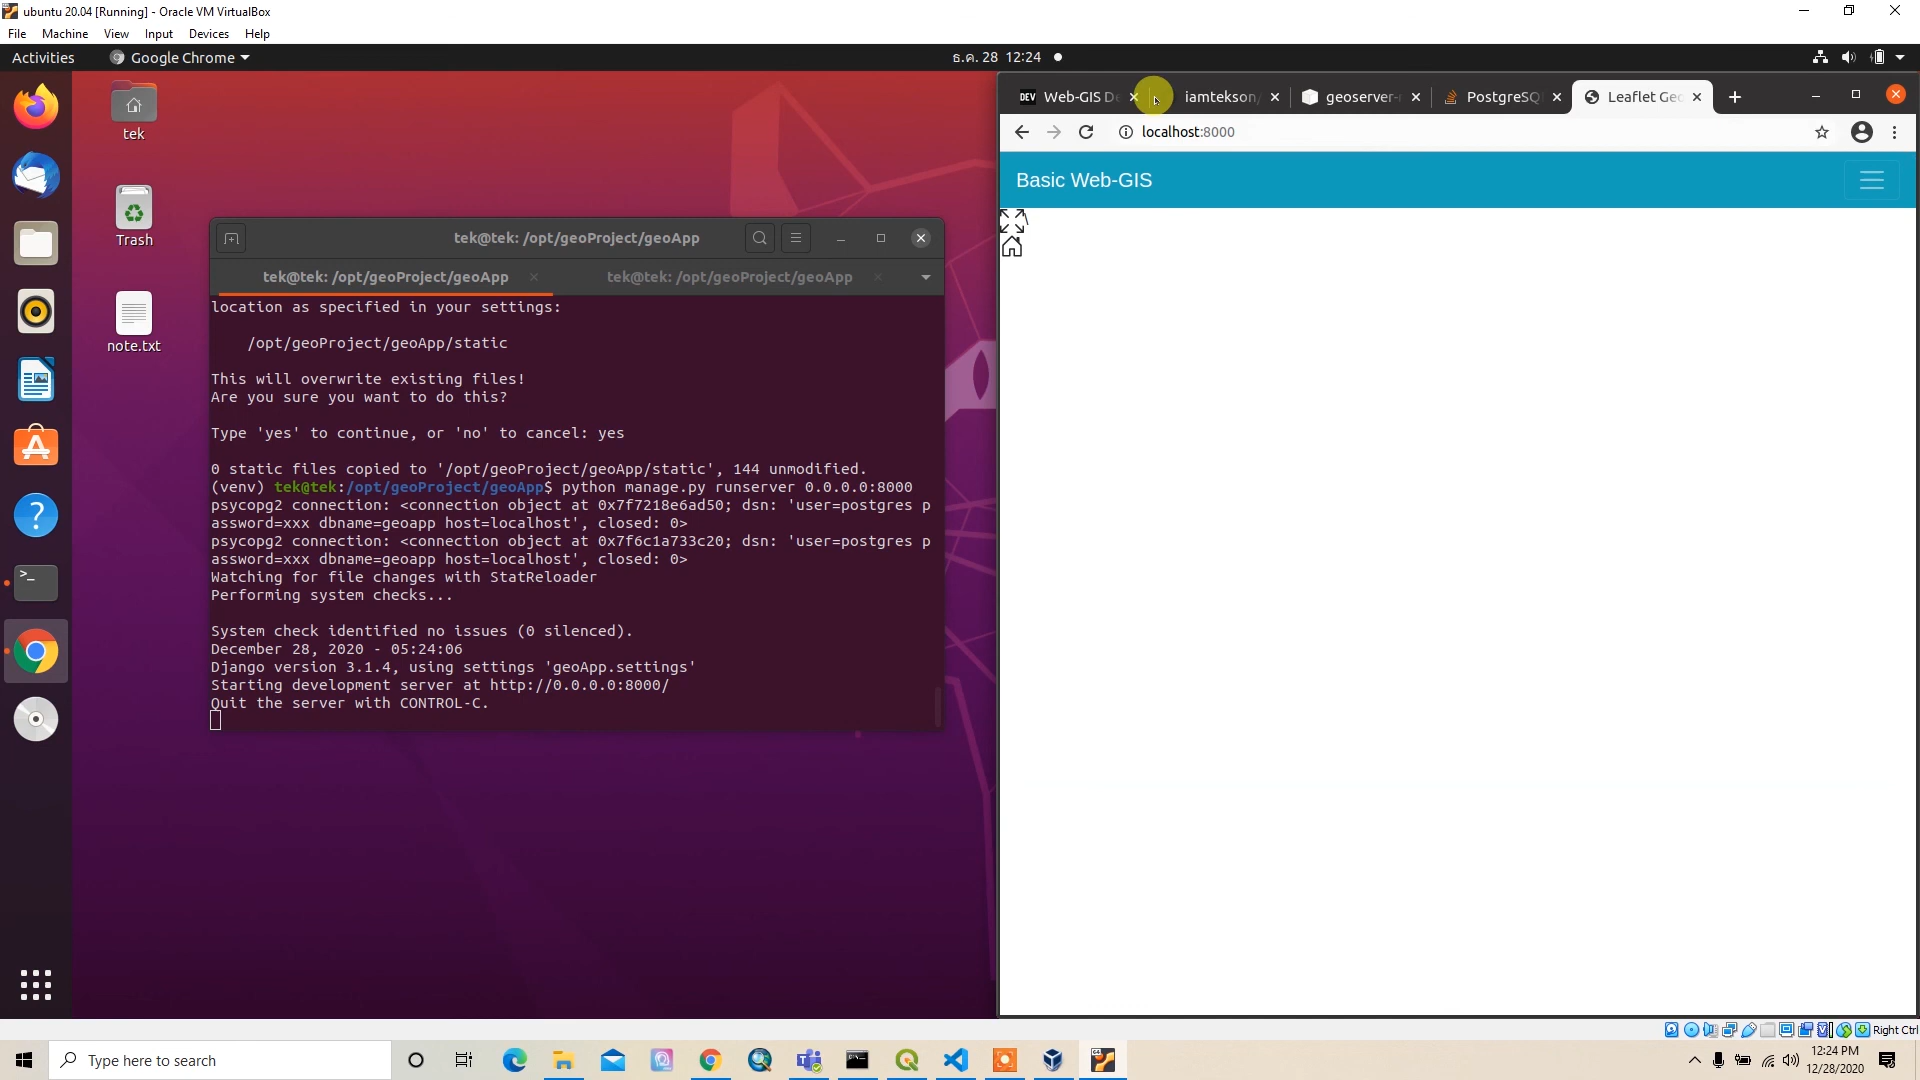 ubuntu 20.04 [Running] - Oracle VM VirtualBox
File Machine View Input Devices Help
Activities Google Chrome ธ.ค. 28 12:24
DEV Web-GIS De iamtekson/ geoserver- PostgreSQ Leaflet Geo
localhost:8000
Basic Web-GIS
tek
Trash
note.txt
tek@tek: /opt/geoProject/geoApp
tek@tek: /opt/geoProject/geoApp tek@tek: /opt/geoProject/geoApp
location as specified in your settings:
/opt/geoProject/geoApp/static
This will overwrite existing files!
Are you sure you want to do this?
Type 'yes' to continue, or 'no' to cancel: yes
0 static files copied to '/opt/geoProject/geoApp/static', 144 unmodified.
(venv) tek@tek:/opt/geoProject/geoApp$ python manage.py runserver 0.0.0.0:8000
psycopg2 connection: <connection object at 0x7f7218e6ad50; dsn: 'user=postgres p
assword=xxx dbname=geoapp host=localhost', closed: 0>
psycopg2 connection: <connection object at 0x7f6c1a733c20; dsn: 'user=postgres p
assword=xxx dbname=geoapp host=localhost', closed: 0>
Watching for file changes with StatReloader
Performing system checks...
System check identified no issues (0 silenced).
December 28, 2020 - 05:24:06
Django version 3.1.4, using settings 'geoApp.settings'
Starting development server at http://0.0.0.0:8000/
Quit the server with CONTROL-C.
Right Ctrl
Type here to search
12:24 PM
12/28/2020